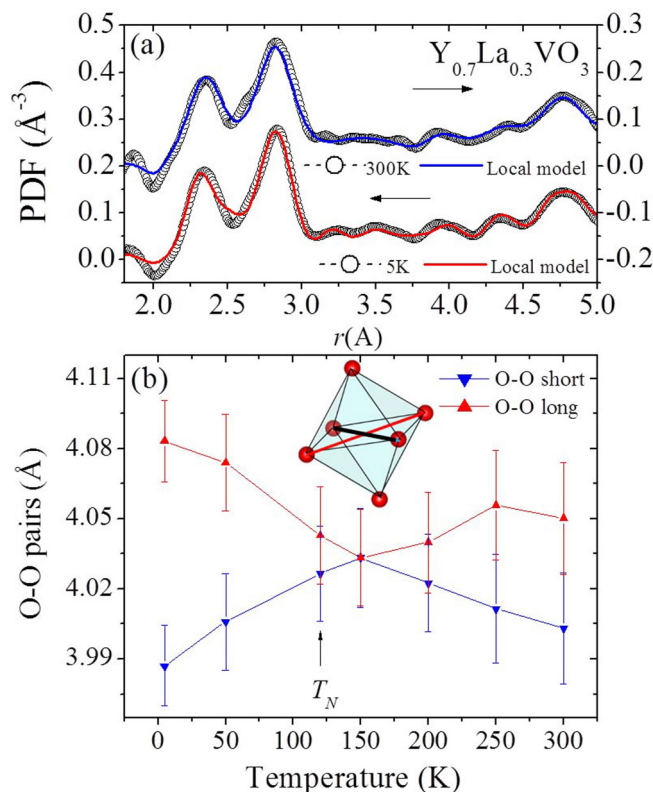 (a)
Y0.7La0.3VO3
PDF (Å-3)
0.5
0.4
0.3
0.2
0.1
0.0
0.3
0.2
0.1
0.0
-0.1
-0.2
300K Local model
5K Local model
2.0 2.5 3.0 3.5 4.0 4.5 5.0
r(A)
(b)
O-O short
O-O long
O-O pairs (Å)
4.11
4.08
4.05
4.02
3.99
TN
0 50 100 150 200 250 300
Temperature (K)